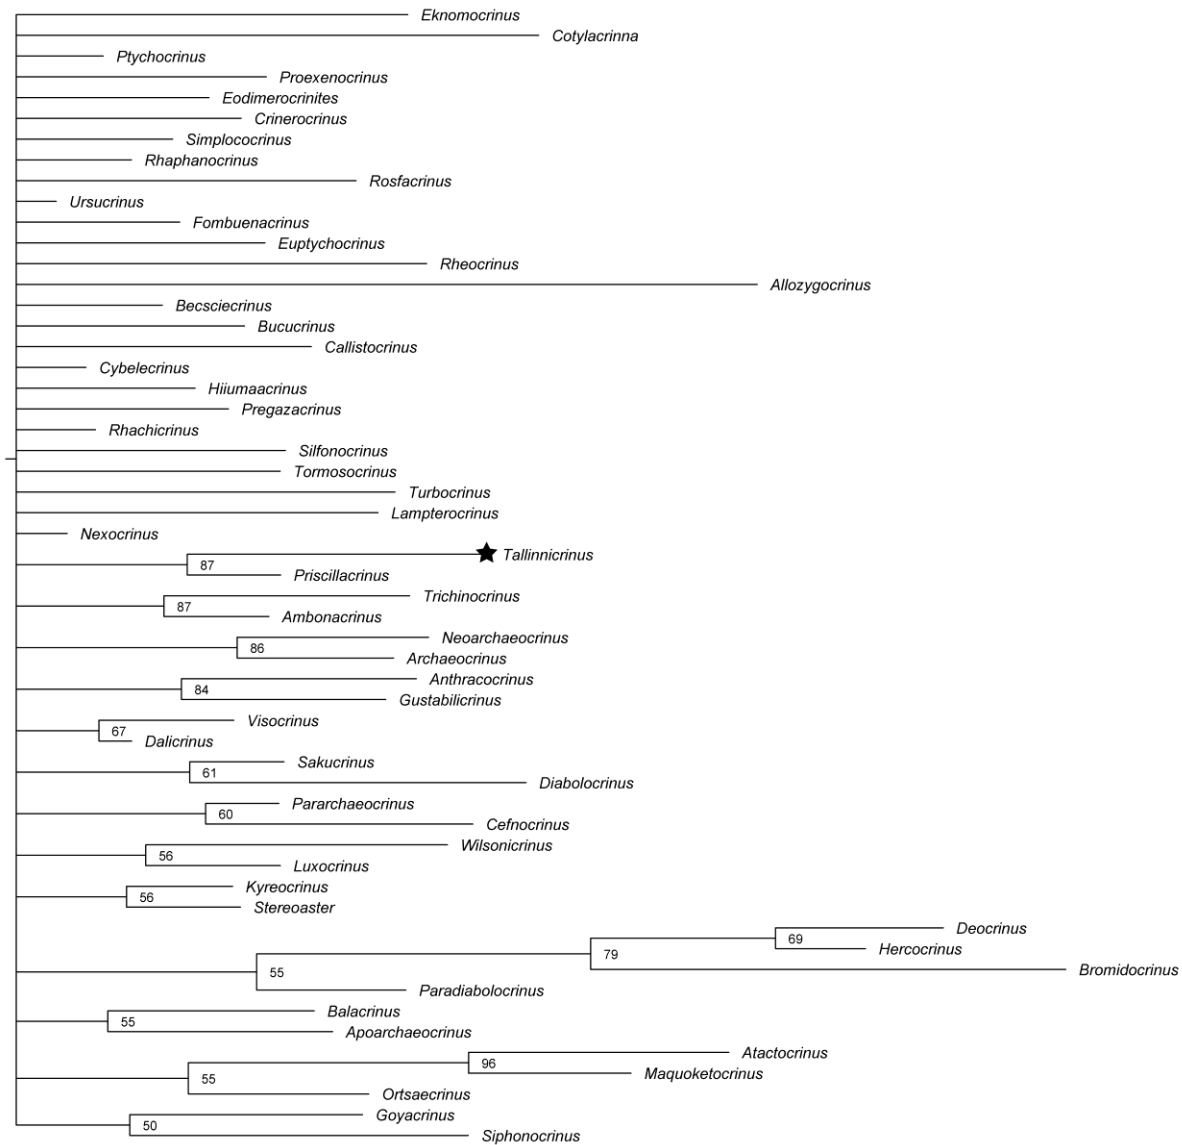 Eknomocrinus
Cotylacrinna
Ptychocrinus
Proexenocrinus
Eodimerocrinites
Crinerocrinus
Simplococrinus
Rhaphanocrinus
Rosfacrinus
Ursucrinus
Fombuenacrinus
Euptychocrinus
Rheocrinus
Allozygocrinus
Becsciecrinus
Bucucrinus
Callistocrinus
Cybelecrinus
Hiiumaacrinus
Pregazacrinus
Rhachicrinus
Silfonocrinus
Tormosocrinus
Turbocrinus
Lampterocrinus
Nexocrinus
Tallinnicrinus
87
Priscillacrinus
Trichinocrinus
87
Ambonacrinus
Neoarchaeocrinus
86
Archaeocrinus
Anthracocrinus
84
Gustabilicrinus
Visocrinus
67
Dalicrinus
Sakucrinus
61
Diabolocrinus
Pararchaeocrinus
60
Cefnocrinus
Wilsonicrinus
56
Luxocrinus
Kyreocrinus
56
Stereoaster
Deocrinus
69
Hercocrinus
79
Bromidocrinus
55
Paradiabolocrinus
Balacrinus
55
Apoarchaeocrinus
Atactocrinus
96
Maquoketocrinus
55
Ortsaecrinus
Goyacrinus
50
Siphonocrinus